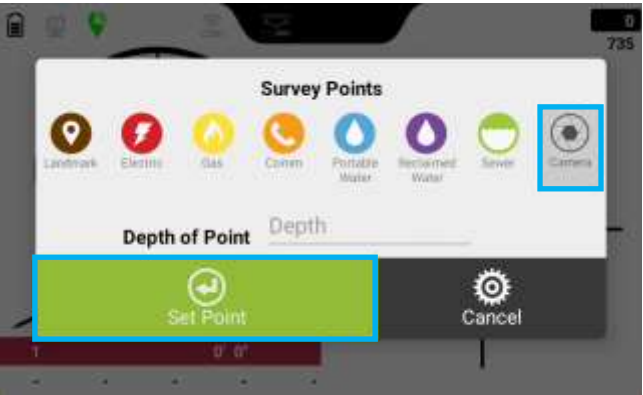 0
735
Survey Points
Landmark Electric Gas Comm Portable Water Reclaimed Water Sewer Camera
Depth of Point Depth
Set Point Cancel
1 0' 0"